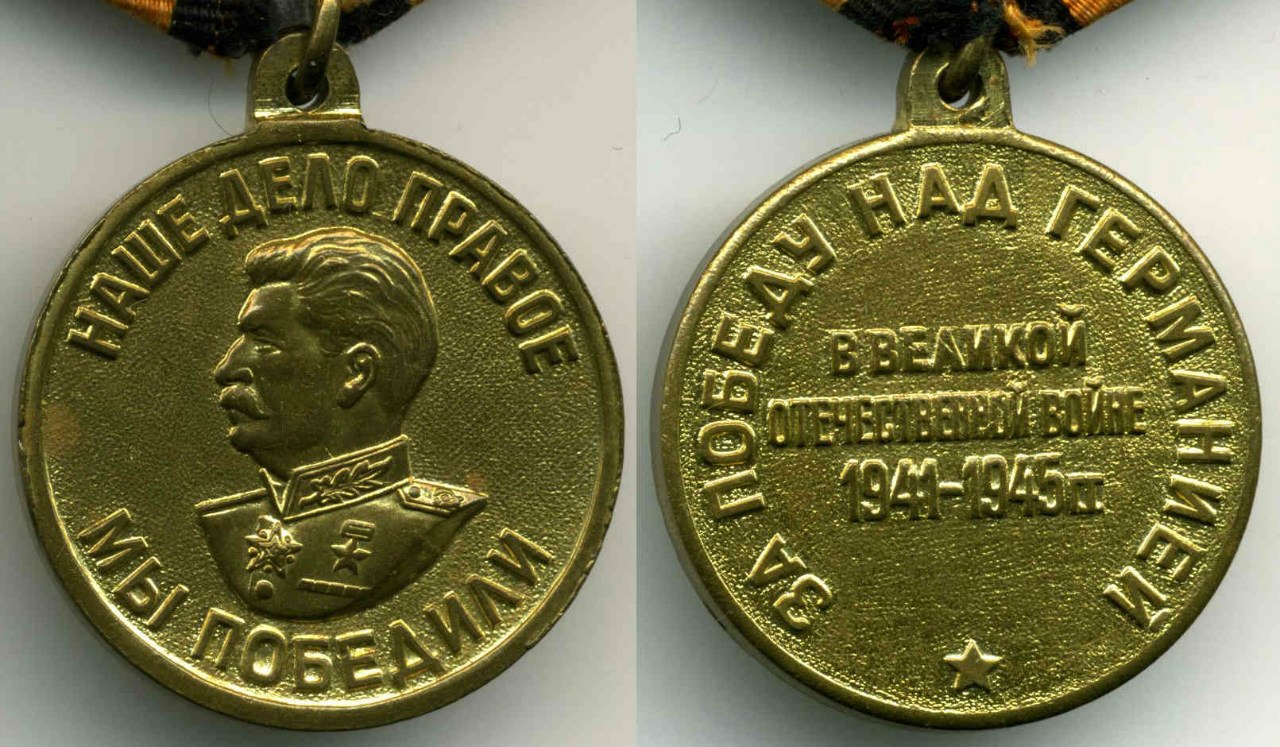 НАШЕ ДЕЛО ПРАВОЕ
МЫ ПОБЕДИЛИ
ЗА ПОБЕДУ НАД ГЕРМАНИЕЙ
В ВЕЛИКОЙ
ОТЕЧЕСТВЕННОЙ ВОЙНЕ
1941-1945 ГГ.